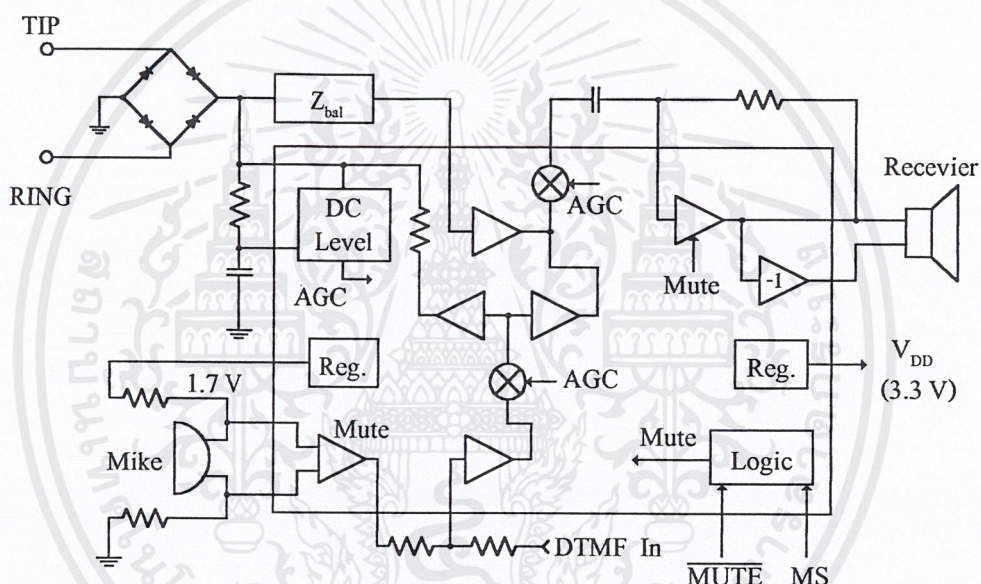 TIP
Z_bal
RING
Recevier
DC
Level
AGC
AGC
Mute
-1
Reg.
AGC
Reg.
V_DD
(3.3 V)
1.7 V
Mute
Mike
Mute
Logic
DTMF In
M̅U̅T̅E̅
MS